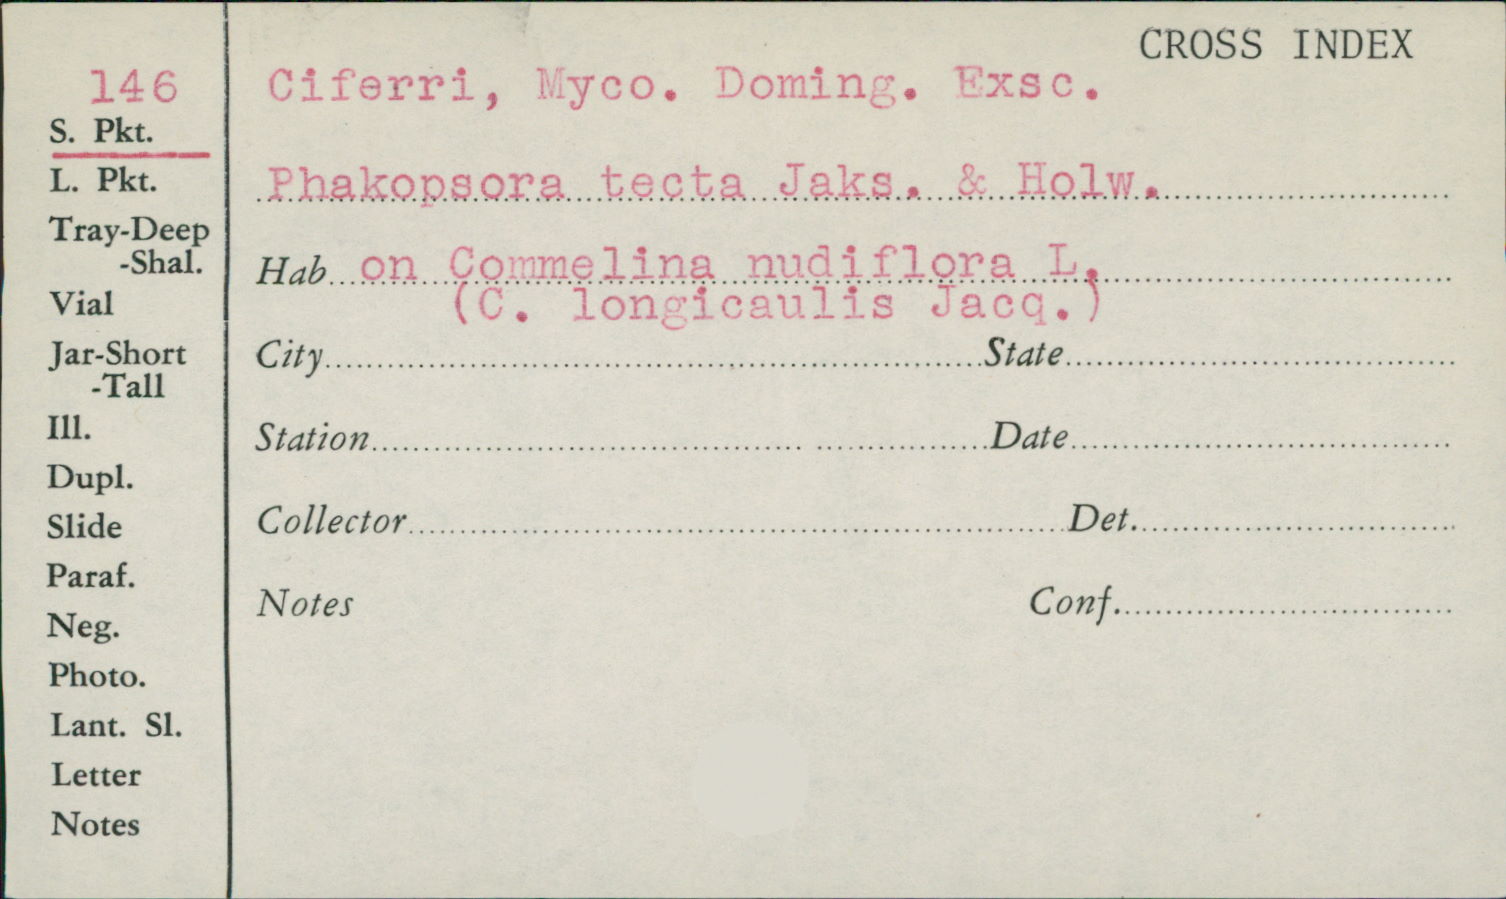 CROSS INDEX
146
Ciferri, Myco. Doming. Exsc.
S. Pkt.
L. Pkt.
Phakopsora tecta Jaks. & Holw.
Tray-Deep
-Shal.
Hab on Commelina nudiflora L.
(C. longicaulis Jacq.)
Vial
Jar-Short
-Tall
City State
Ill.
Station Date
Dupl.
Slide
Collector Det.
Paraf.
Notes Conf.
Neg.
Photo.
Lant. Sl.
Letter
Notes